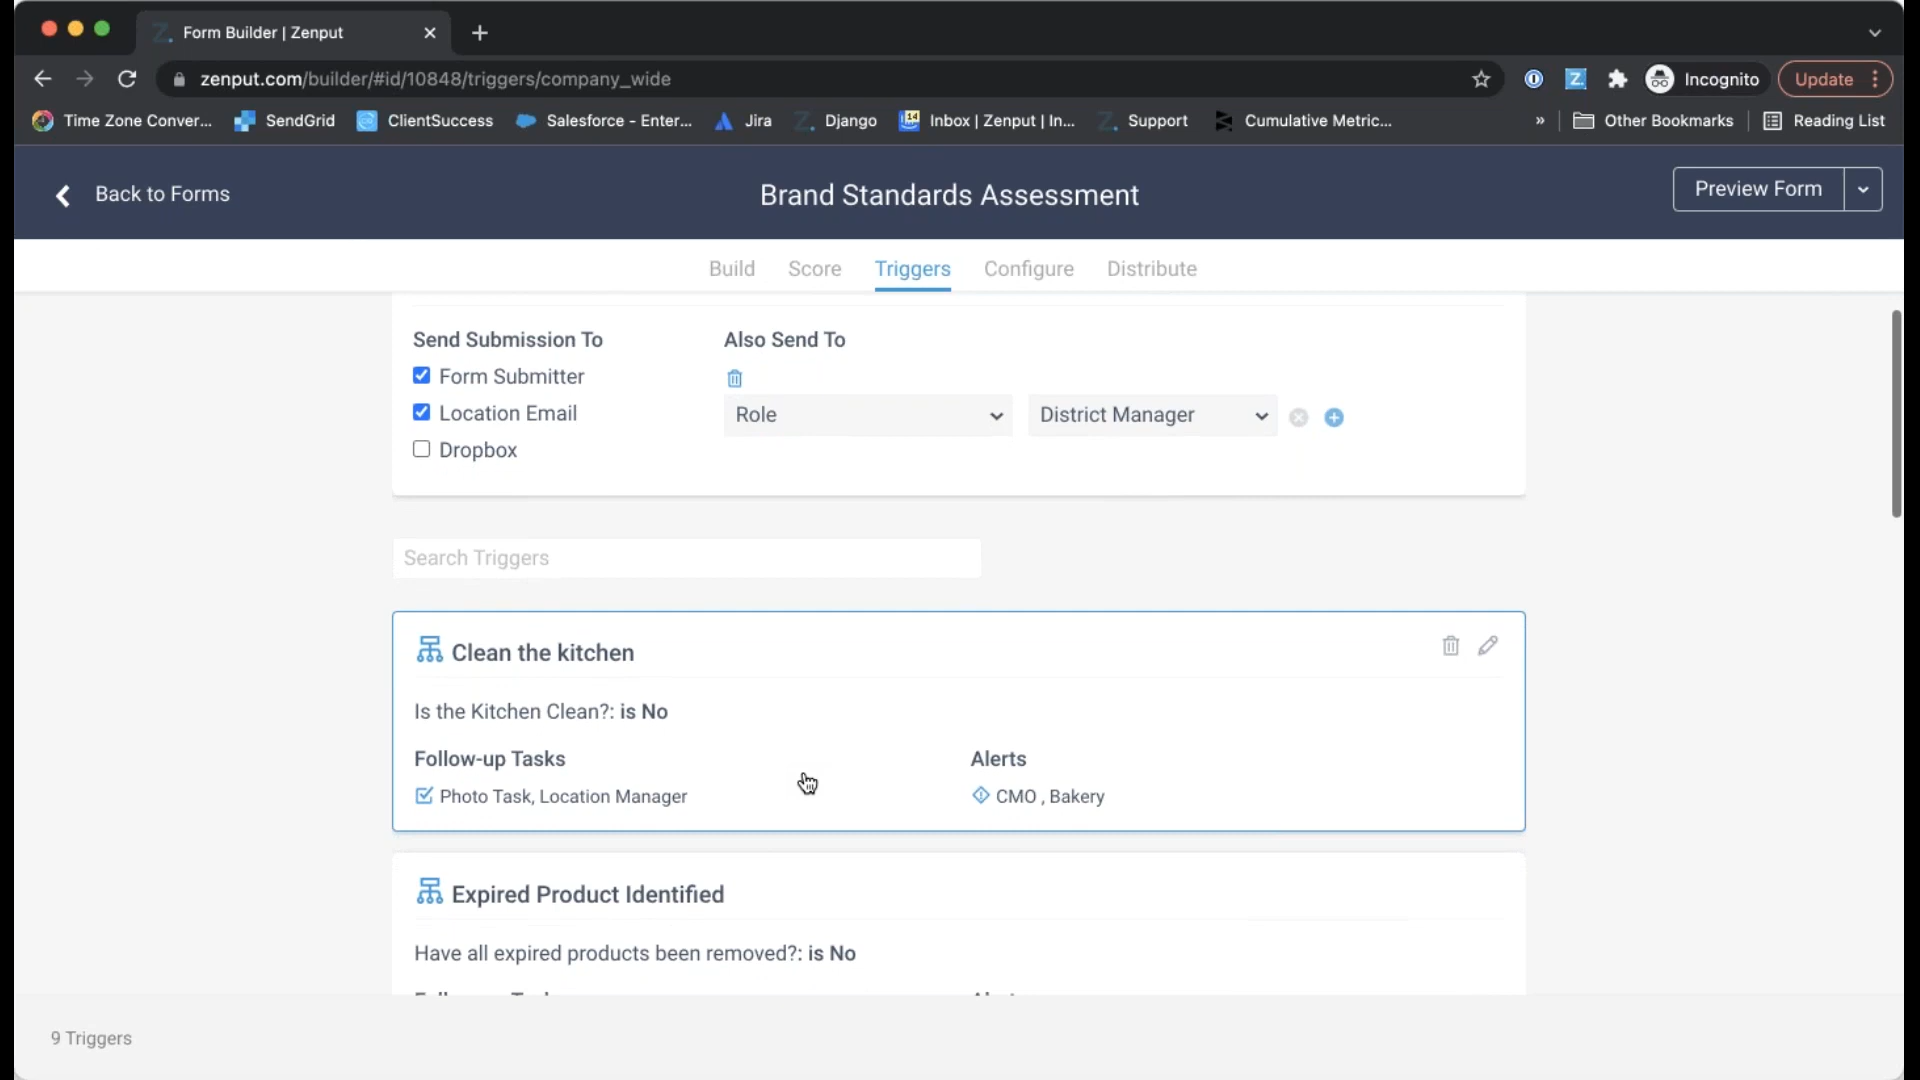 Form Builder | Zenput
zenput.com/builder/#id/10848/triggers/company_wide
Incognito
Update
Time Zone Conver...
SendGrid
ClientSuccess
Salesforce - Enter...
Jira
Django
14
Inbox | Zenput | In...
Support
Cumulative Metric...
»
Other Bookmarks
Reading List
Back to Forms
Brand Standards Assessment
Preview Form
Build
Score
Triggers
Configure
Distribute
Send Submission To
Also Send To
Form Submitter
Location Email
Role
District Manager
Dropbox
Search Triggers
Clean the kitchen
Is the Kitchen Clean?: is No
Follow-up Tasks
Alerts
Photo Task, Location Manager
CMO , Bakery
Expired Product Identified
Have all expired products been removed?: is No
9 Triggers